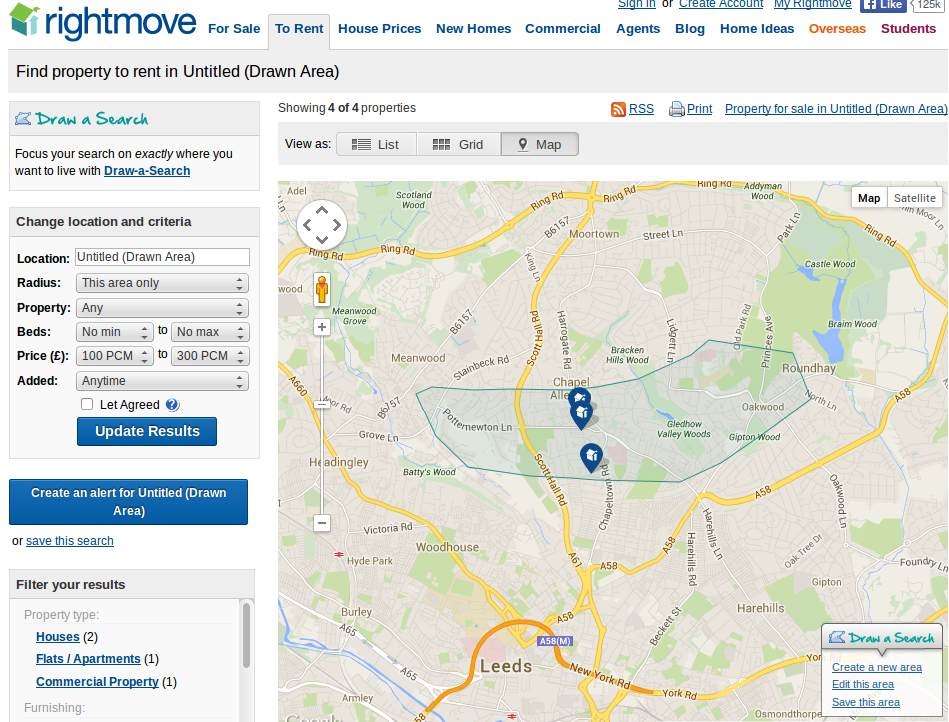 Sign in or Create Account My Rightmove Like 125k
rightmove
For Sale To Rent House Prices New Homes Commercial Agents Blog Home Ideas Overseas Students
Find property to rent in Untitled (Drawn Area)
Draw a Search
Focus your search on exactly where you
want to live with Draw-a-Search
Change location and criteria
Location: Untitled (Drawn Area)
Radius: This area only
Property: Any
Beds: No min to No max
Price (£): 100 PCM to 300 PCM
Added: Anytime
Let Agreed ?
Update Results
Create an alert for Untitled (Drawn
Area)
or save this search
Filter your results
Property type:
Houses (2)
Flats / Apartments (1)
Commercial Property (1)
Furnishing:
Showing 4 of 4 properties
RSS Print Property for sale in Untitled (Drawn Area)
View as: List Grid Map
Map Satellite
Adel
Scotland
Wood
Ring Rd
Ring Rd
Addyman
Wood
Park Ln
Ring Rd
B6157
Moortown
Street Ln
Ring Rd
Ring Rd
King Ln
Castle Wood
wood
Meanwood
Grove
B6157
Scott Hall Rd
Harrogate Rd
Lidgett Ln
Old Park Rd
Princes Ave
Braim Wood
Meanwood
Stainbeck Rd
Bracken
Hills Wood
Roundhay
A660
Chapel
B6157
Potternewton Ln
Oakwood
North Ln
A58
Grove Ln
Gledhow
Valley Woods
Gipton Wood
Headingley
Batty's Wood
Scott Hall Rd
A58
Oakwood Ln
Victoria Rd
Harehills Ln
Woodhouse
A58
Harehills Rd
Hyde Park
A61
A58
Oak Tree Dr
Foundry Ln
Gipton
Burley
A65
A58
Beckett St
Harehills
A58(M)
Leeds
A65
New York Rd
York Rd
Armley
A58
Osmondthorpe
Draw a Search
Create a new area
Edit this area
Save this area